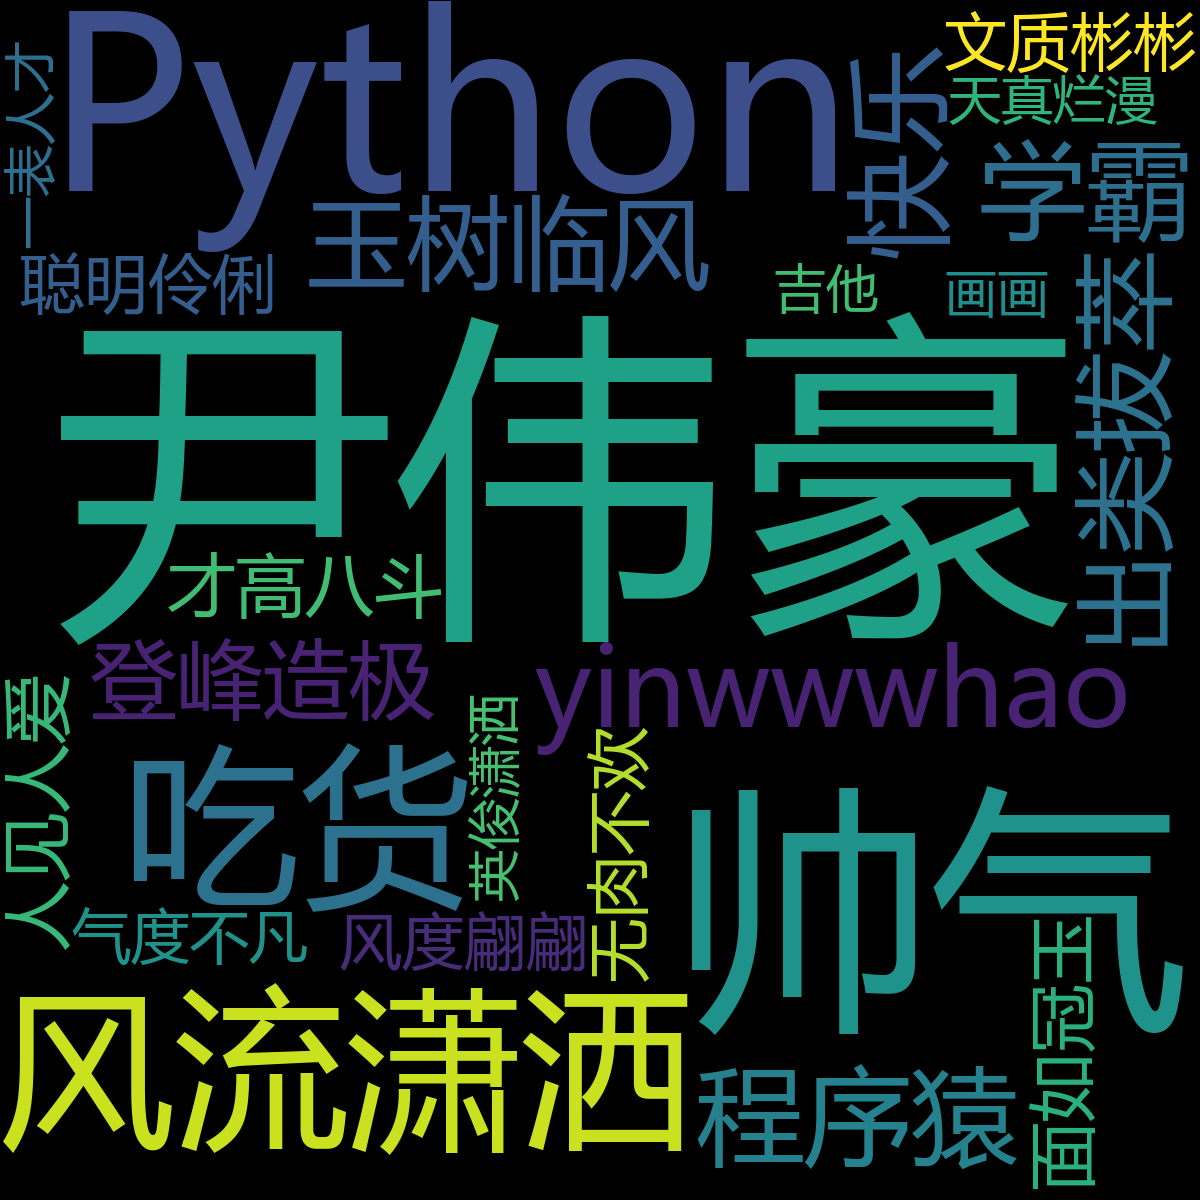 Python
文质彬彬
天真烂漫
一表人才
快乐
学霸
玉树临风
聪明伶俐
吉他
画画
出类拔萃
尹伟豪
才高八斗
登峰造极
yinwwwhao
人见人爱
英俊潇洒
吃货
无肉不欢
帅气
气度不凡
风度翩翩
面如冠玉
风流潇洒
程序猿